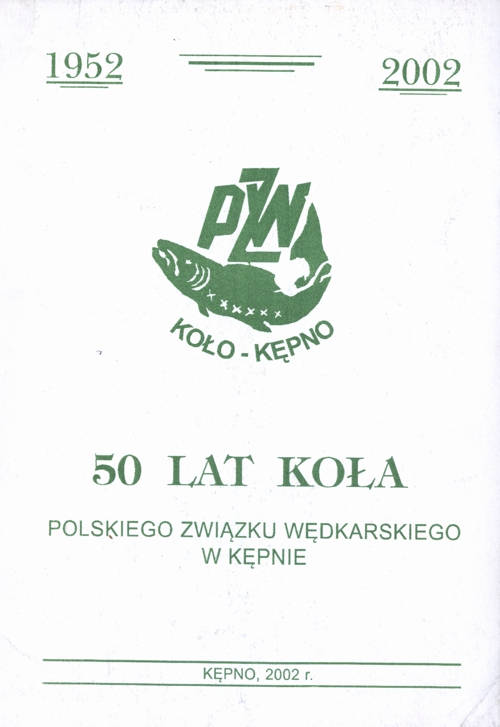 1952 2002
PZW
KOŁO - KĘPNO
50 LAT KOŁA
POLSKIEGO ZWIĄZKU WĘDKARSKIEGO
W KĘPNIE
KĘPNO, 2002 r.